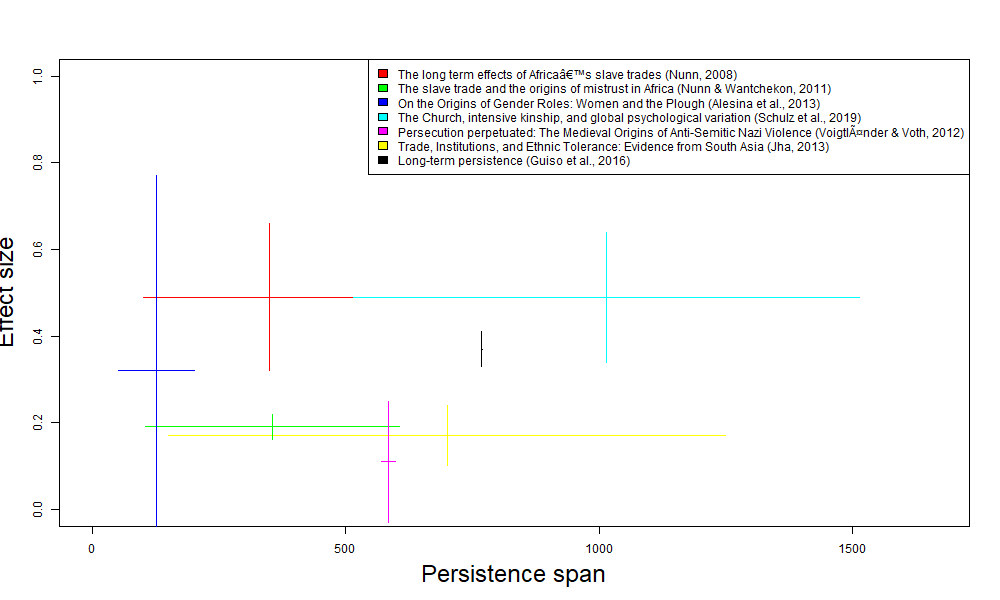 The long term effects of Africaâ€™s slave trades (Nunn, 2008)
The slave trade and the origins of mistrust in Africa (Nunn & Wantchekon, 2011)
On the Origins of Gender Roles: Women and the Plough (Alesina et al., 2013)
The Church, intensive kinship, and global psychological variation (Schulz et al., 2019)
Persecution perpetuated: The Medieval Origins of Anti-Semitic Nazi Violence (VoigtlÃ¤nder & Voth, 2012)
Trade, Institutions, and Ethnic Tolerance: Evidence from South Asia (Jha, 2013)
Long-term persistence (Guiso et al., 2016)
Effect size
1.0
0.8
0.6
0.4
0.2
0.0
0 500 1000 1500
Persistence span